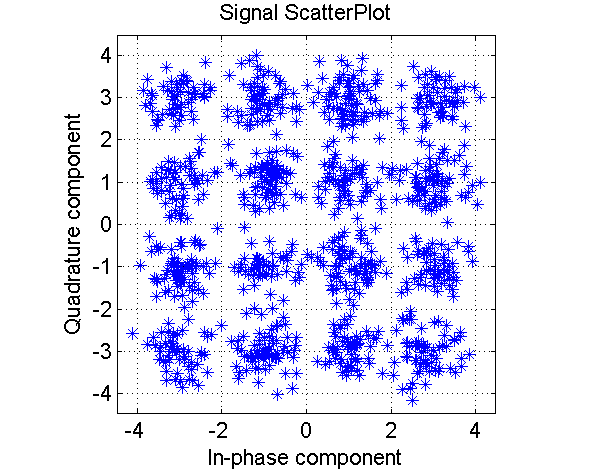 Signal ScatterPlot
4
3
2
1
0
-1
-2
-3
-4
Quadrature component
-4 -2 0 2 4
In-phase component